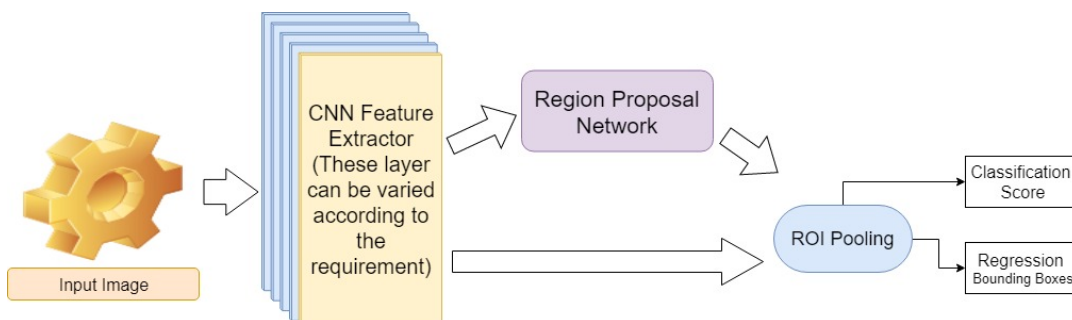 Input Image
CNN Feature
Extractor
(These layer
can be varied
according to
the
requirement)
Region Proposal
Network
ROI Pooling
Classification
Score
Regression
Bounding Boxes